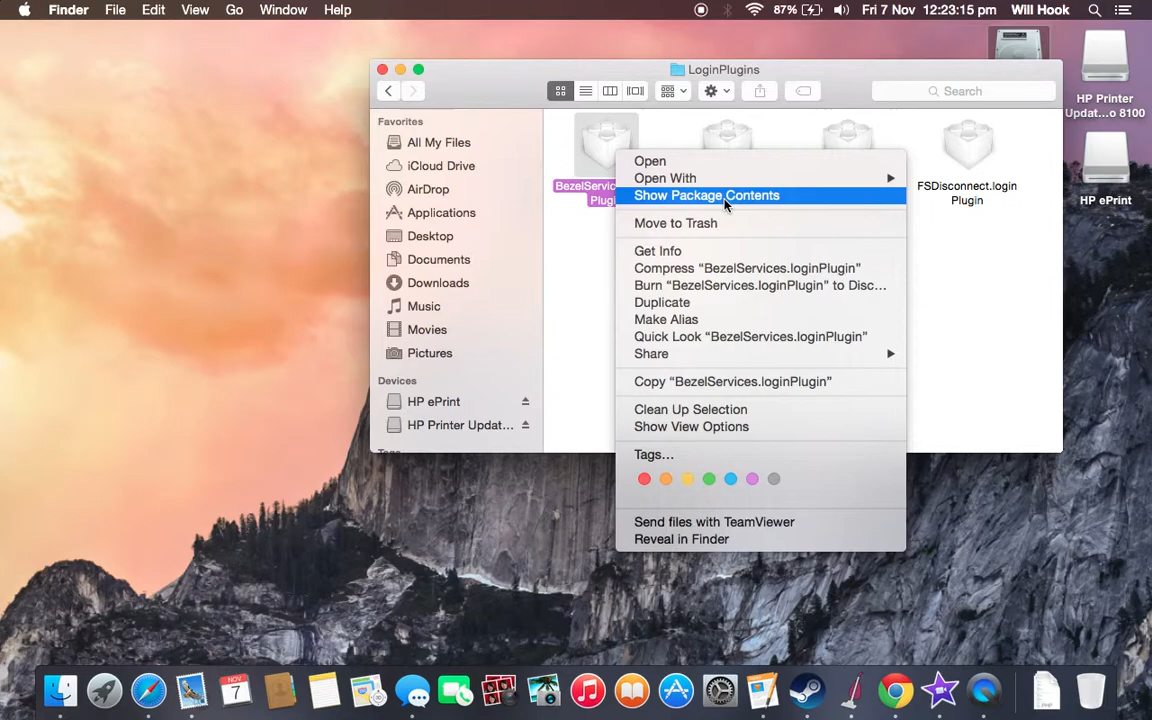 Finder File Edit View Go Window Help 87% Fri 7 Nov 12:23:15 pm Will Hook
LoginPlugins
Search
Favorites
All My Files
iCloud Drive
AirDrop
Applications
Desktop
Documents
Downloads
Music
Movies
Pictures
Devices
HP ePrint
HP Printer Updat...
FSDisconnect.login
Plugin
Open
Open With
Show Package Contents
Move to Trash
Get Info
Compress “BezelServices.loginPlugin”
Burn “BezelServices.loginPlugin” to Disc...
Duplicate
Make Alias
Quick Look “BezelServices.loginPlugin”
Share
Copy “BezelServices.loginPlugin”
Clean Up Selection
Show View Options
Tags...
Send files with TeamViewer
Reveal in Finder
HP Printer
Updat...o 8100
HP ePrint
NOV
7
PHP